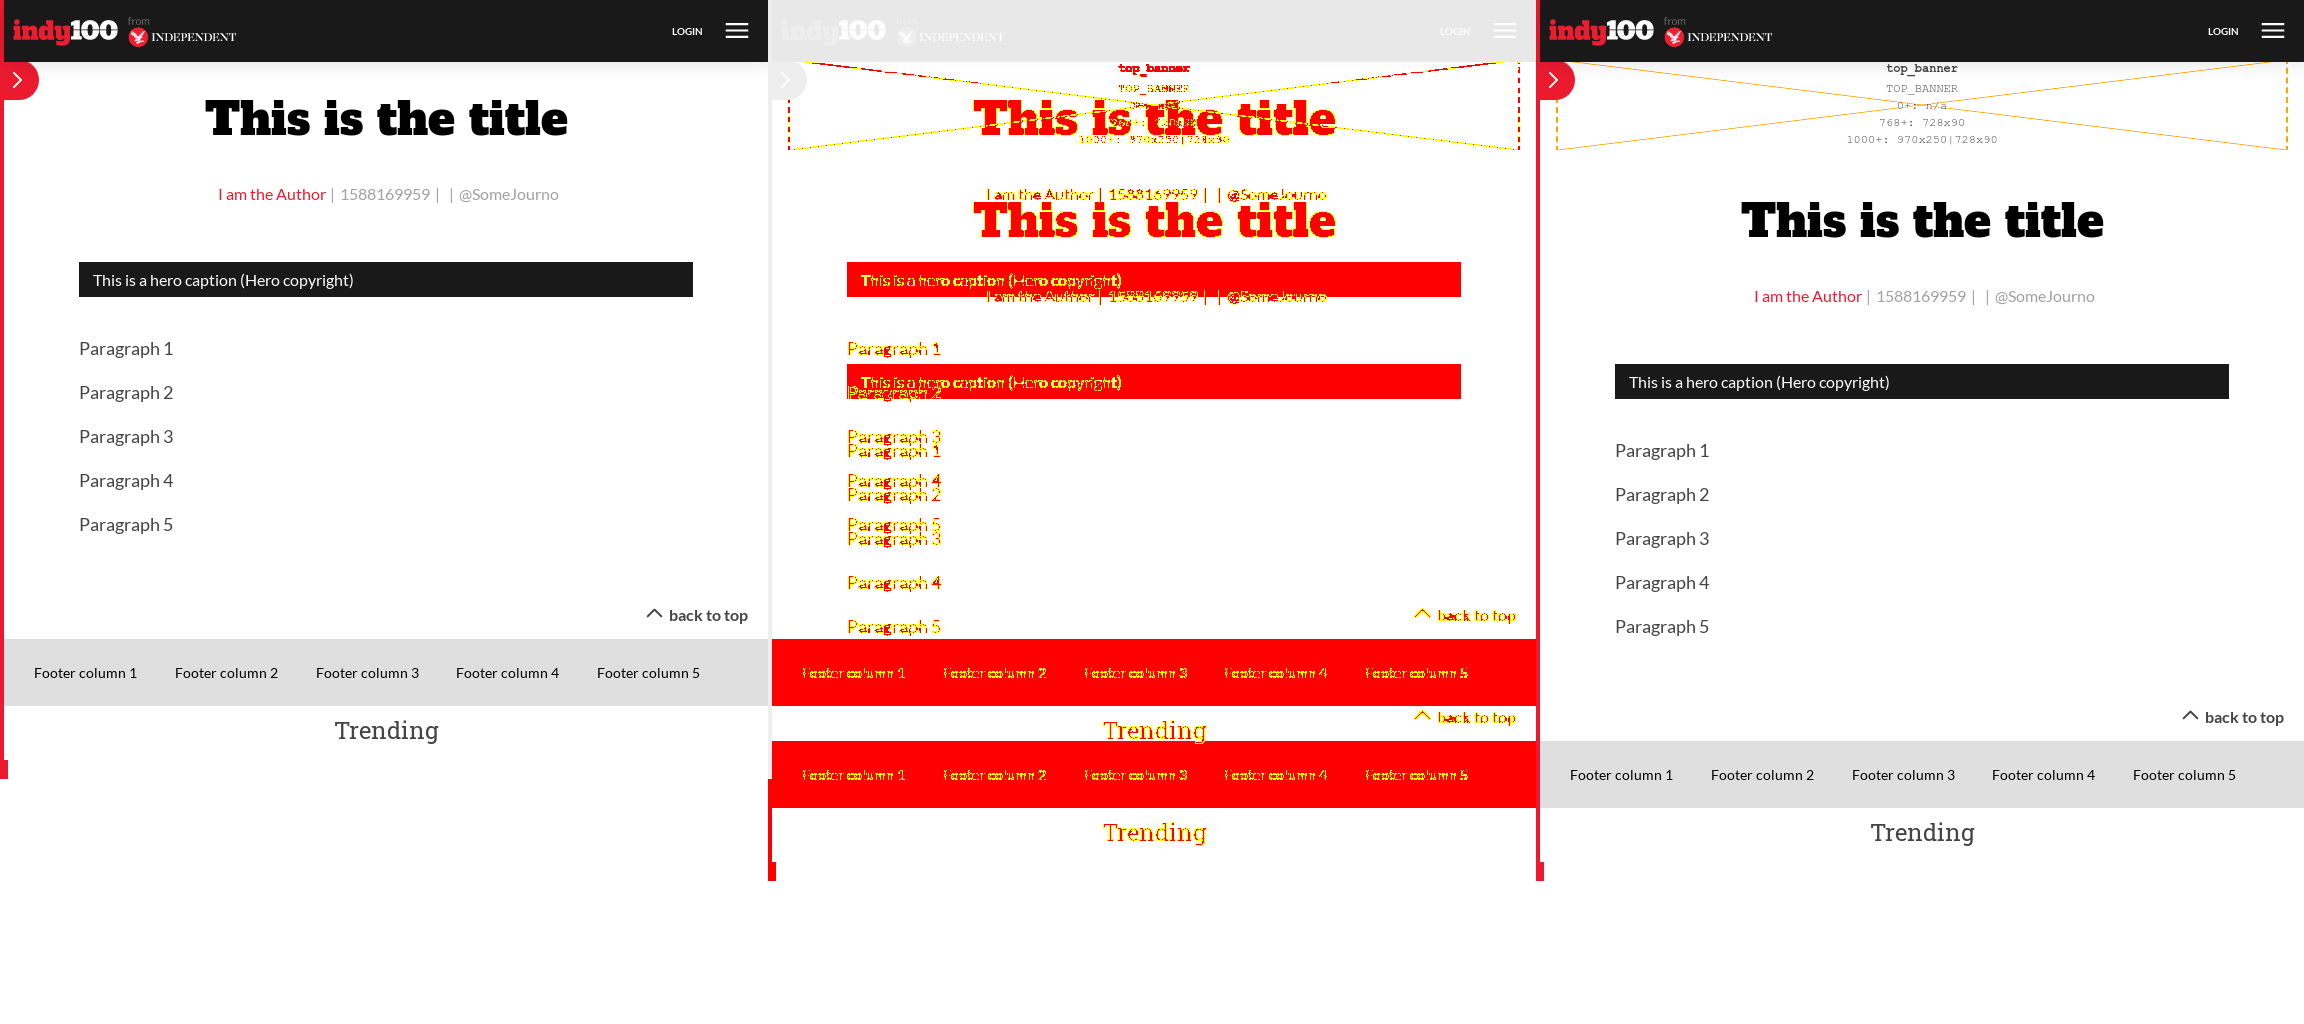 indy100 from INDEPENDENT LOGIN
This is the title
I am the Author | 1588169959 | | @SomeJourno
This is a hero caption (Hero copyright)
Paragraph 1
Paragraph 2
Paragraph 3
Paragraph 4
Paragraph 5
back to top
Footer column 1 Footer column 2 Footer column 3 Footer column 4 Footer column 5
Trending
indy100 from INDEPENDENT LOGIN
top_banner
TOP_BANNER
This is the title
1000+: 970x250|728x90
I am the Author | 1588169959 | | @SomeJourno
This is the title
This is a hero caption (Hero copyright)
I am the Author | 1588169959 | | @SomeJourno
Paragraph 1
This is a hero caption (Hero copyright)
Paragraph 2
Paragraph 3
Paragraph 1
Paragraph 4
Paragraph 2
Paragraph 5
Paragraph 3
Paragraph 4
back to top
Paragraph 5
Footer column 1 Footer column 2 Footer column 3 Footer column 4 Footer column 5
back to top
Trending
Footer column 1 Footer column 2 Footer column 3 Footer column 4 Footer column 5
Trending
indy100 from INDEPENDENT LOGIN
top_banner
TOP_BANNER
0+: n/a
768+: 728x90
1000+: 970x250|728x90
This is the title
I am the Author | 1588169959 | | @SomeJourno
This is a hero caption (Hero copyright)
Paragraph 1
Paragraph 2
Paragraph 3
Paragraph 4
Paragraph 5
back to top
Footer column 1 Footer column 2 Footer column 3 Footer column 4 Footer column 5
Trending